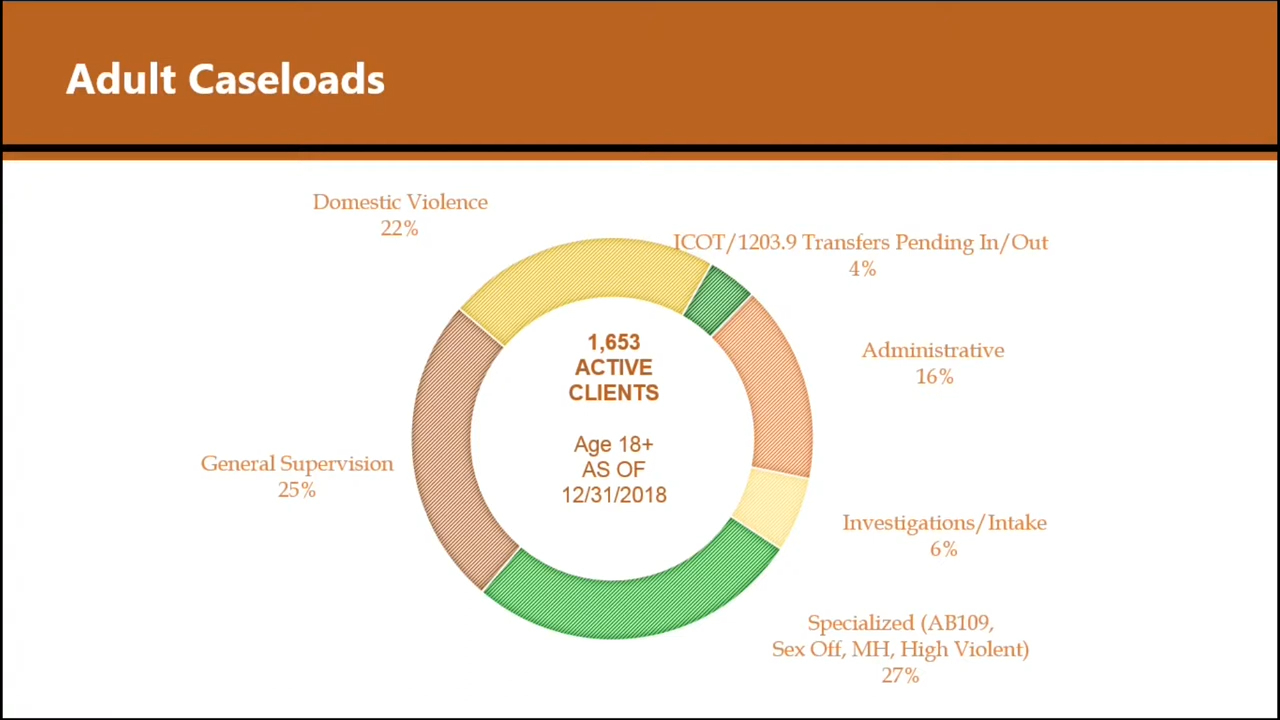 Adult Caseloads
Domestic Violence
22%
ICOT/1203.9 Transfers Pending In/Out
4%
1,653
ACTIVE
CLIENTS
Age 18+
AS OF
12/31/2018
Administrative
16%
General Supervision
25%
Investigations/Intake
6%
Specialized (AB109,
Sex Off, MH, High Violent)
27%